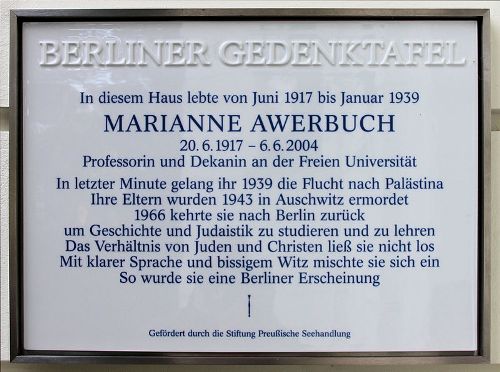 BERLINER GEDENKTAFEL
In diesem Haus lebte von Juni 1917 bis Januar 1939
MARIANNE AWERBUCH
20. 6. 1917 – 6. 6. 2004
Professorin und Dekanin an der Freien Universität
In letzter Minute gelang ihr 1939 die Flucht nach Palästina
Ihre Eltern wurden 1943 in Auschwitz ermordet
1966 kehrte sie nach Berlin zurück
um Geschichte und Judaistik zu studieren und zu lehren
Das Verhältnis von Juden und Christen ließ sie nicht los
Mit klarer Sprache und bissigem Witz mischte sie sich ein
So wurde sie eine Berliner Erscheinung
Gefördert durch die Stiftung Preußische Seehandlung